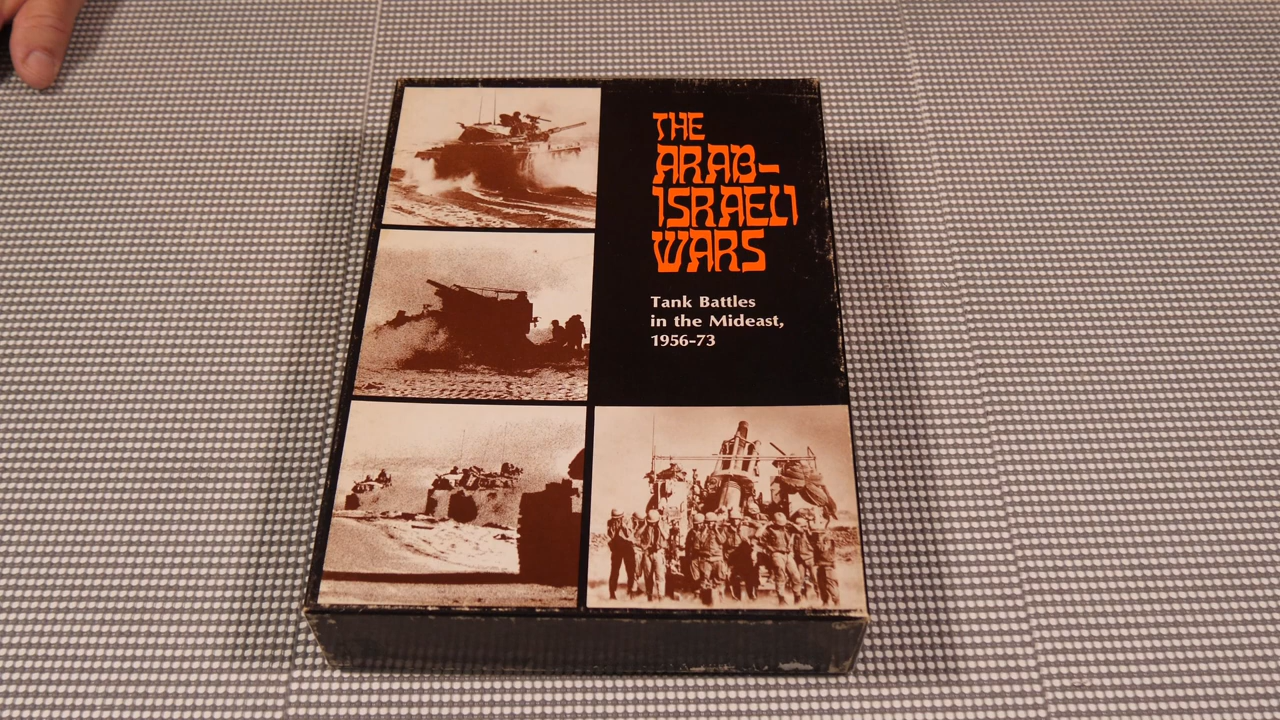 THE
ARAB-
ISRAELI
WARS
Tank Battles
in the Mideast,
1956-73